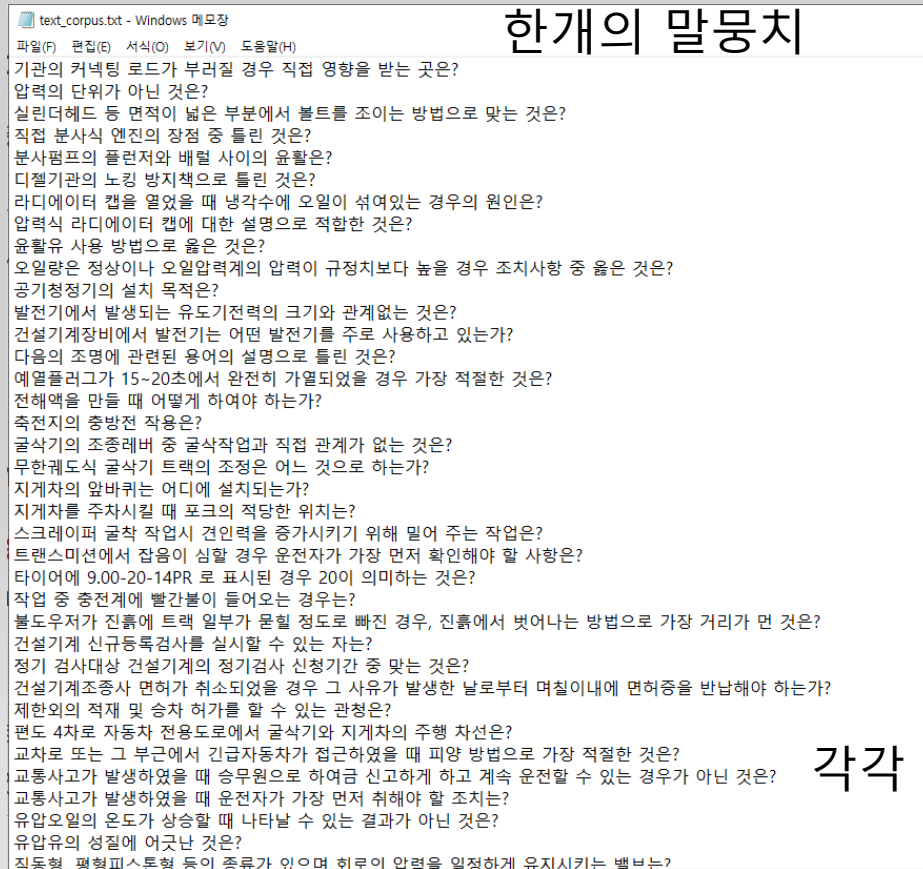 text_corpus.txt - Windows 메모장
한개의 말뭉치
파일(F) 편집(E) 서식(O) 보기(V) 도움말(H)
기관의 커넥팅 로드가 부러질 경우 직접 영향을 받는 곳은?
압력의 단위가 아닌 것은?
실린더헤드 등 면적이 넓은 부분에서 볼트를 조이는 방법으로 맞는 것은?
직접 분사식 엔진의 장점 중 틀린 것은?
분사펌프의 플런저와 배럴 사이의 윤활은?
디젤기관의 노킹 방지책으로 틀린 것은?
라디에이터 캡을 열었을 때 냉각수에 오일이 섞여있는 경우의 원인은?
압력식 라디에이터 캡에 대한 설명으로 적합한 것은?
윤활유 사용 방법으로 옳은 것은?
오일량은 정상이나 오일압력계의 압력이 규정치보다 높을 경우 조치사항 중 옳은 것은?
공기청정기의 설치 목적은?
발전기에서 발생되는 유도기전력의 크기와 관계없는 것은?
건설기계장비에서 발전기는 어떤 발전기를 주로 사용하고 있는가?
다음의 조명에 관련된 용어의 설명으로 틀린 것은?
예열플러그가 15~20초에서 완전히 가열되었을 경우 가장 적절한 것은?
전해액을 만들 때 어떻게 하여야 하는가?
축전지의 충방전 작용은?
굴삭기의 조종레버 중 굴삭작업과 직접 관계가 없는 것은?
무한궤도식 굴삭기 트랙의 조정은 어느 것으로 하는가?
지게차의 앞바퀴는 어디에 설치되는가?
지게차를 주차시킬 때 포크의 적당한 위치는?
스크레이퍼 굴착 작업시 견인력을 증가시키기 위해 밀어 주는 작업은?
트랜스미션에서 잡음이 심할 경우 운전자가 가장 먼저 확인해야 할 사항은?
타이어에 9.00-20-14PR 로 표시된 경우 20이 의미하는 것은?
작업 중 충전계에 빨간불이 들어오는 경우는?
불도우저가 진흙에 트랙 일부가 묻힐 정도로 빠진 경우, 진흙에서 벗어나는 방법으로 가장 거리가 먼 것은?
건설기계 신규등록검사를 실시할 수 있는 자는?
정기 검사대상 건설기계의 정기검사 신청기간 중 맞는 것은?
건설기계조종사 면허가 취소되었을 경우 그 사유가 발생한 날로부터 며칠이내에 면허증을 반납해야 하는가?
제한외의 적재 및 승차 허가를 할 수 있는 관청은?
편도 4차로 자동차 전용도로에서 굴삭기와 지게차의 주행 차선은?
교차로 또는 그 부근에서 긴급자동차가 접근하였을 때 피양 방법으로 가장 적절한 것은?
각각
교통사고가 발생하였을 때 승무원으로 하여금 신고하게 하고 계속 운전할 수 있는 경우가 아닌 것은?
교통사고가 발생하였을 때 운전자가 가장 먼저 취해야 할 조치는?
유압오일의 온도가 상승할 때 나타날 수 있는 결과가 아닌 것은?
유압유의 성질에 어긋난 것은?
직동형, 평형피스톤형 등의 종류가 있으며 회로의 압력을 일정하게 유지시키는 밸브는?